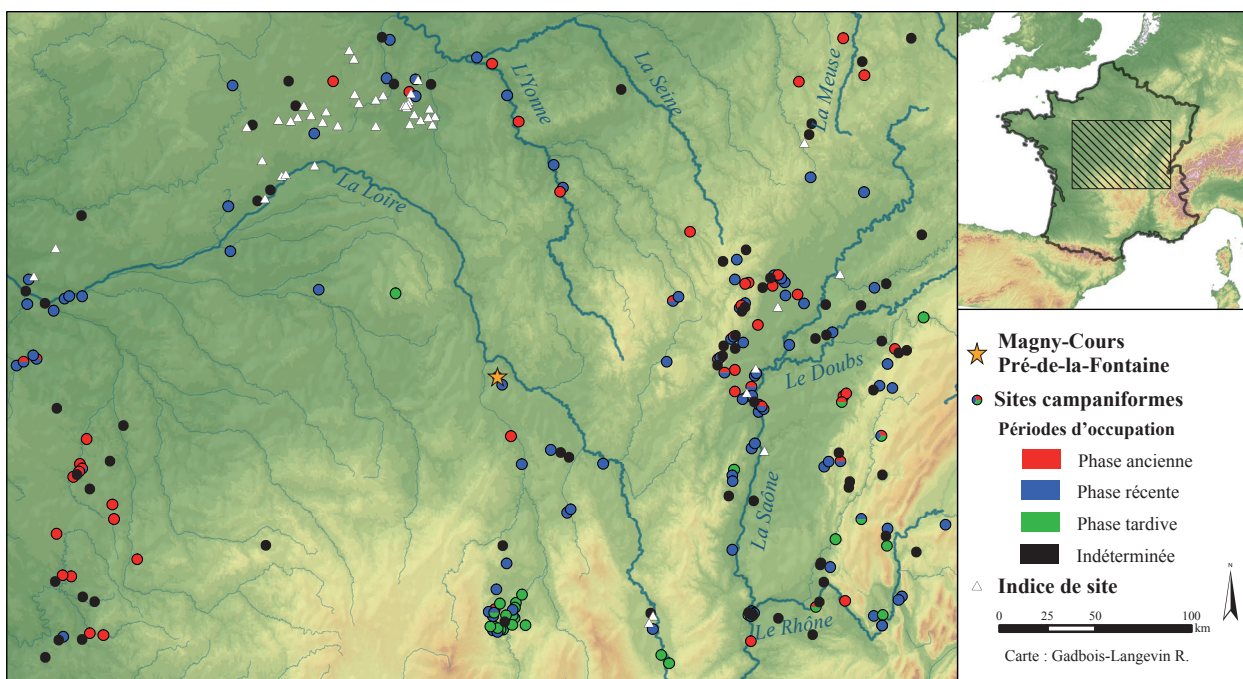 La Loire
L'Yonne
La Seine
La Meuse
Le Doubs
La Saône
Le Rhône
Magny-Cours
Pré-de-la-Fontaine
Sites campaniformes
Périodes d'occupation
Phase ancienne
Phase récente
Phase tardive
Indéterminée
Indice de site
N
0 50 100
km
Carte : Gadbois-Langevin R.